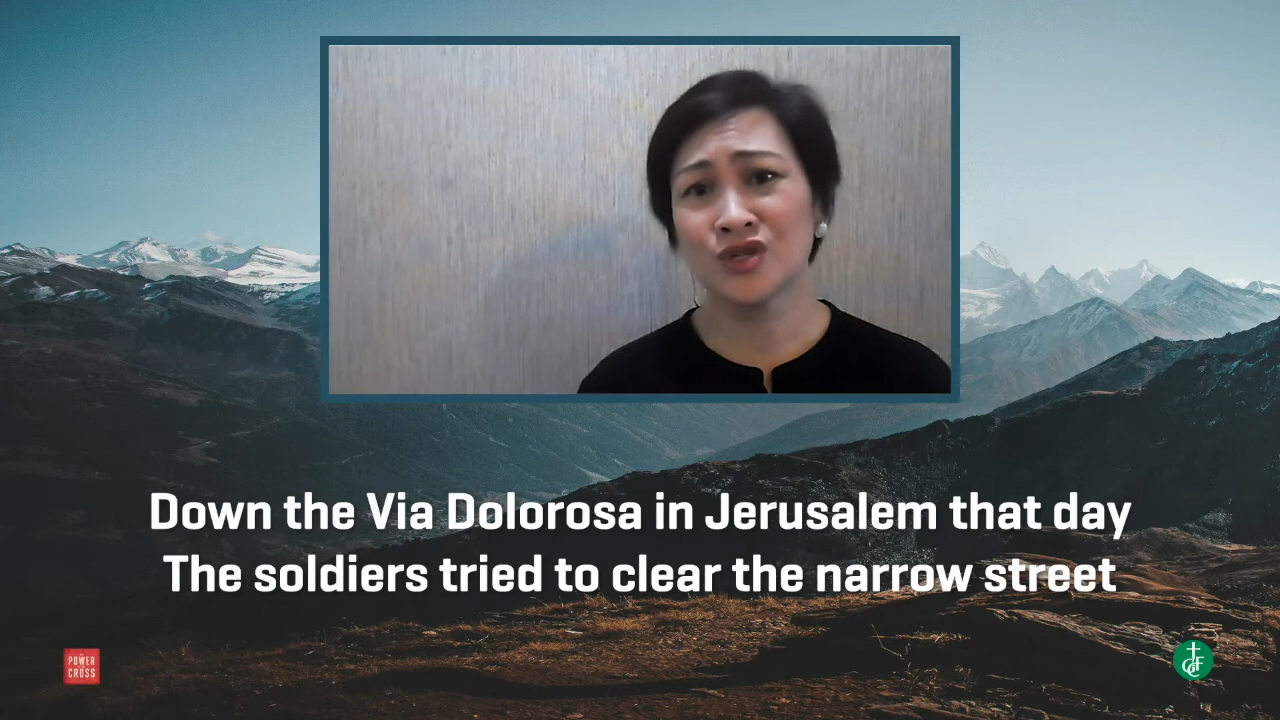 Down the Via Dolorosa in Jerusalem that day
The soldiers tried to clear the narrow street
POWER
CROSS